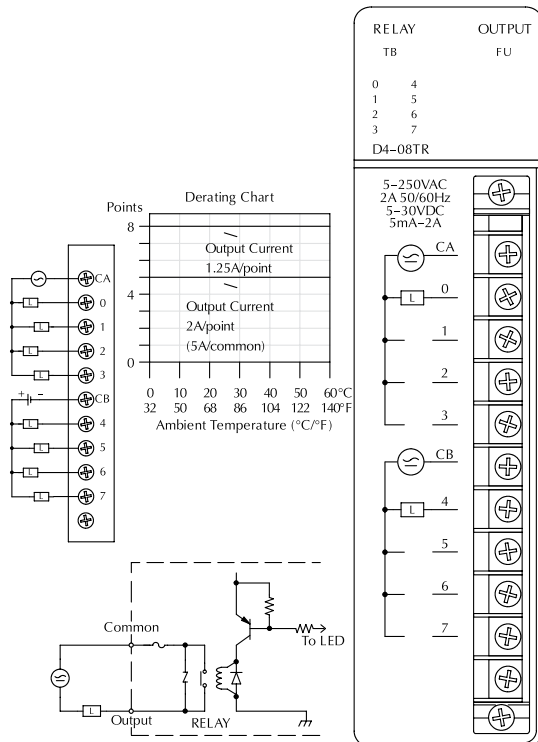 RELAY OUTPUT
TB FU
0 4
1 5
2 6
3 7
D4–08TR
5–250VAC
2A 50/60Hz
5–30VDC
5mA–2A
CA
L 0
1
2
3
CB
L 4
5
6
7
Derating Chart
Points
8
4
0
Output Current
1.25A/point
Output Current
2A/point
(5A/common)
0 10 20 30 40 50 60°C
32 50 68 86 104 122 140°F
Ambient Temperature (°C/°F)
CA
L 0
L 1
L 2
L 3
+ – CB
L 4
L 5
L 6
L 7
Common
To LED
L
Output
RELAY